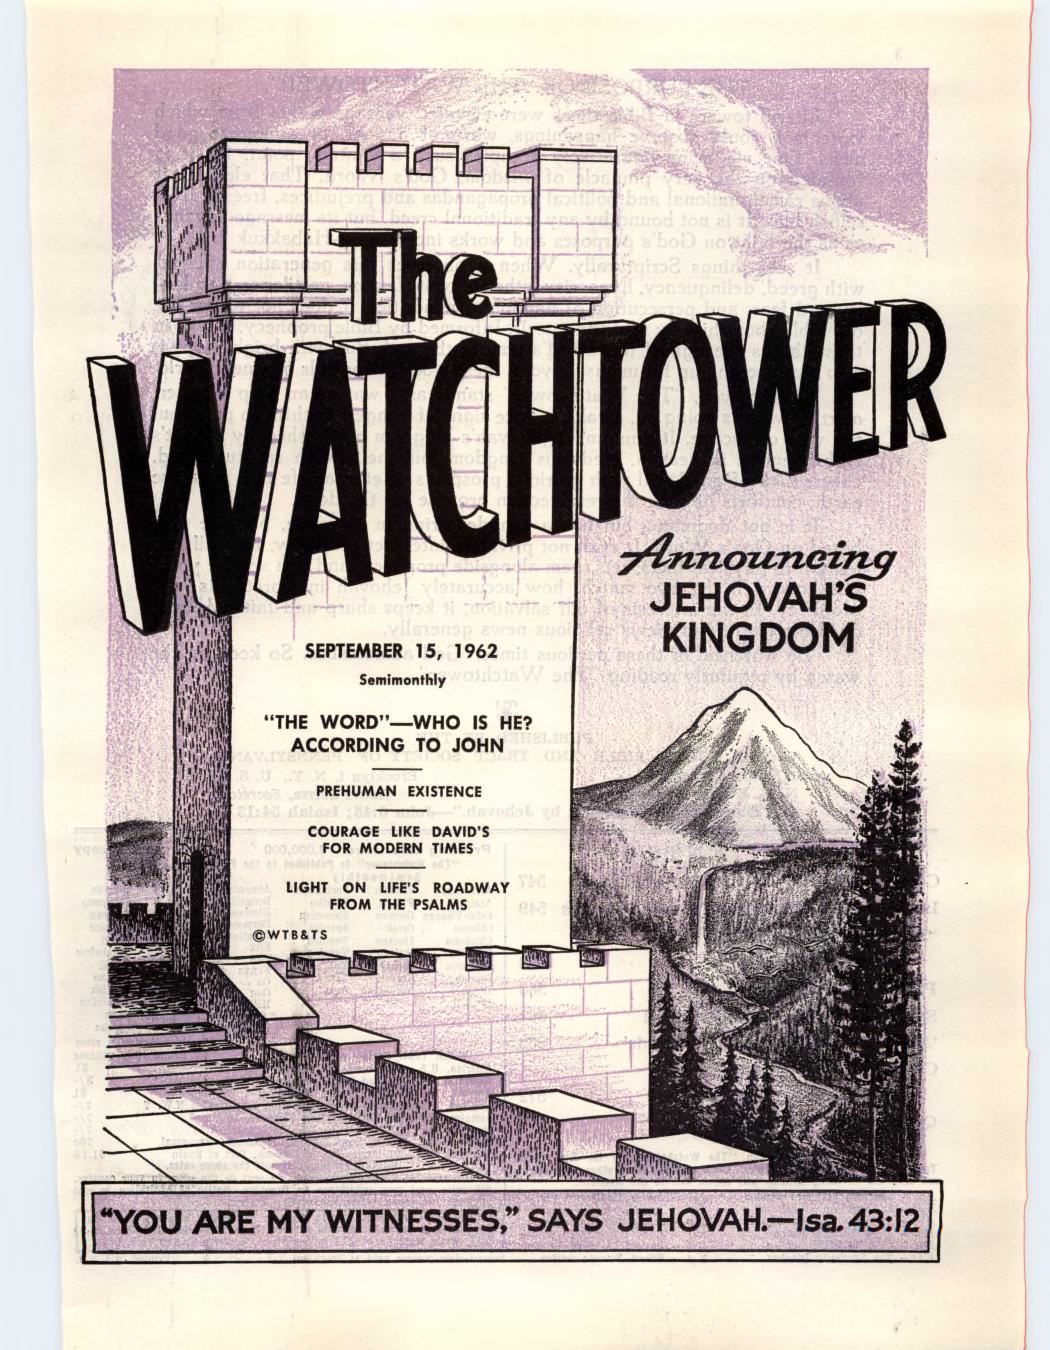 The
WATCHTOWER
Announcing
JEHOVAH'S
KINGDOM
SEPTEMBER 15, 1962
Semimonthly
"THE WORD"—WHO IS HE?
ACCORDING TO JOHN
PREHUMAN EXISTENCE
COURAGE LIKE DAVID'S
FOR MODERN TIMES
LIGHT ON LIFE'S ROADWAY
FROM THE PSALMS
©WTB&TS
"YOU ARE MY WITNESSES," SAYS JEHOVAH.—Isa. 43:12